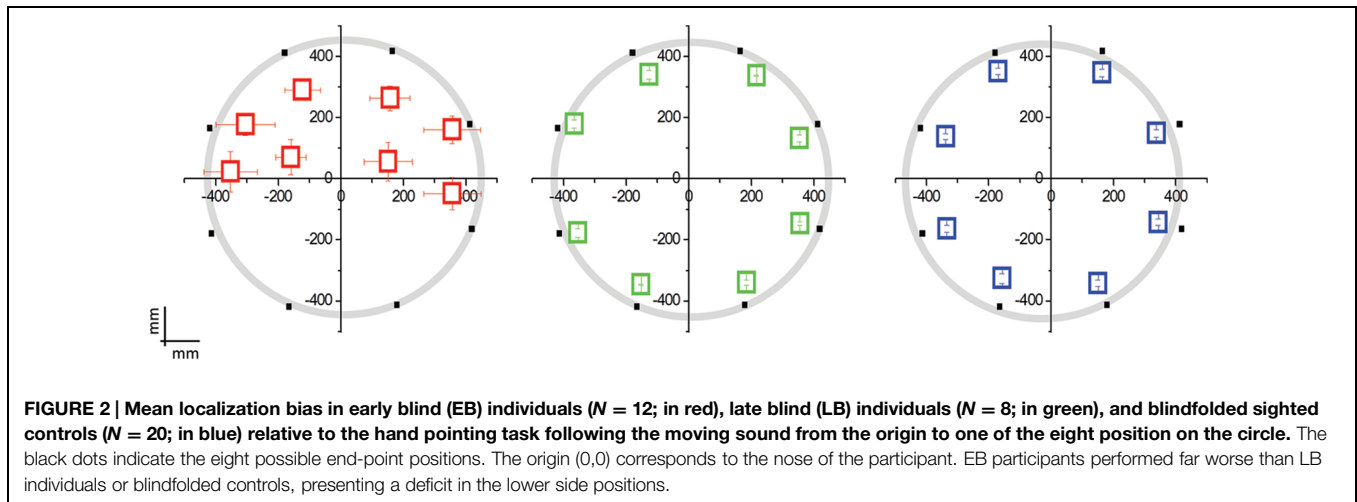 400
200
0
-400 -200 0 200 400
-200
-400
400
200
0
-400 -200 0 200 400
-200
-400
400
200
0
-400 -200 0 200 400
-200
-400
mm
mm
FIGURE 2 | Mean localization bias in early blind (EB) individuals (N = 12; in red), late blind (LB) individuals (N = 8; in green), and blindfolded sighted
controls (N = 20; in blue) relative to the hand pointing task following the moving sound from the origin to one of the eight position on the circle. The
black dots indicate the eight possible end-point positions. The origin (0,0) corresponds to the nose of the participant. EB participants performed far worse than LB
individuals or blindfolded controls, presenting a deficit in the lower side positions.